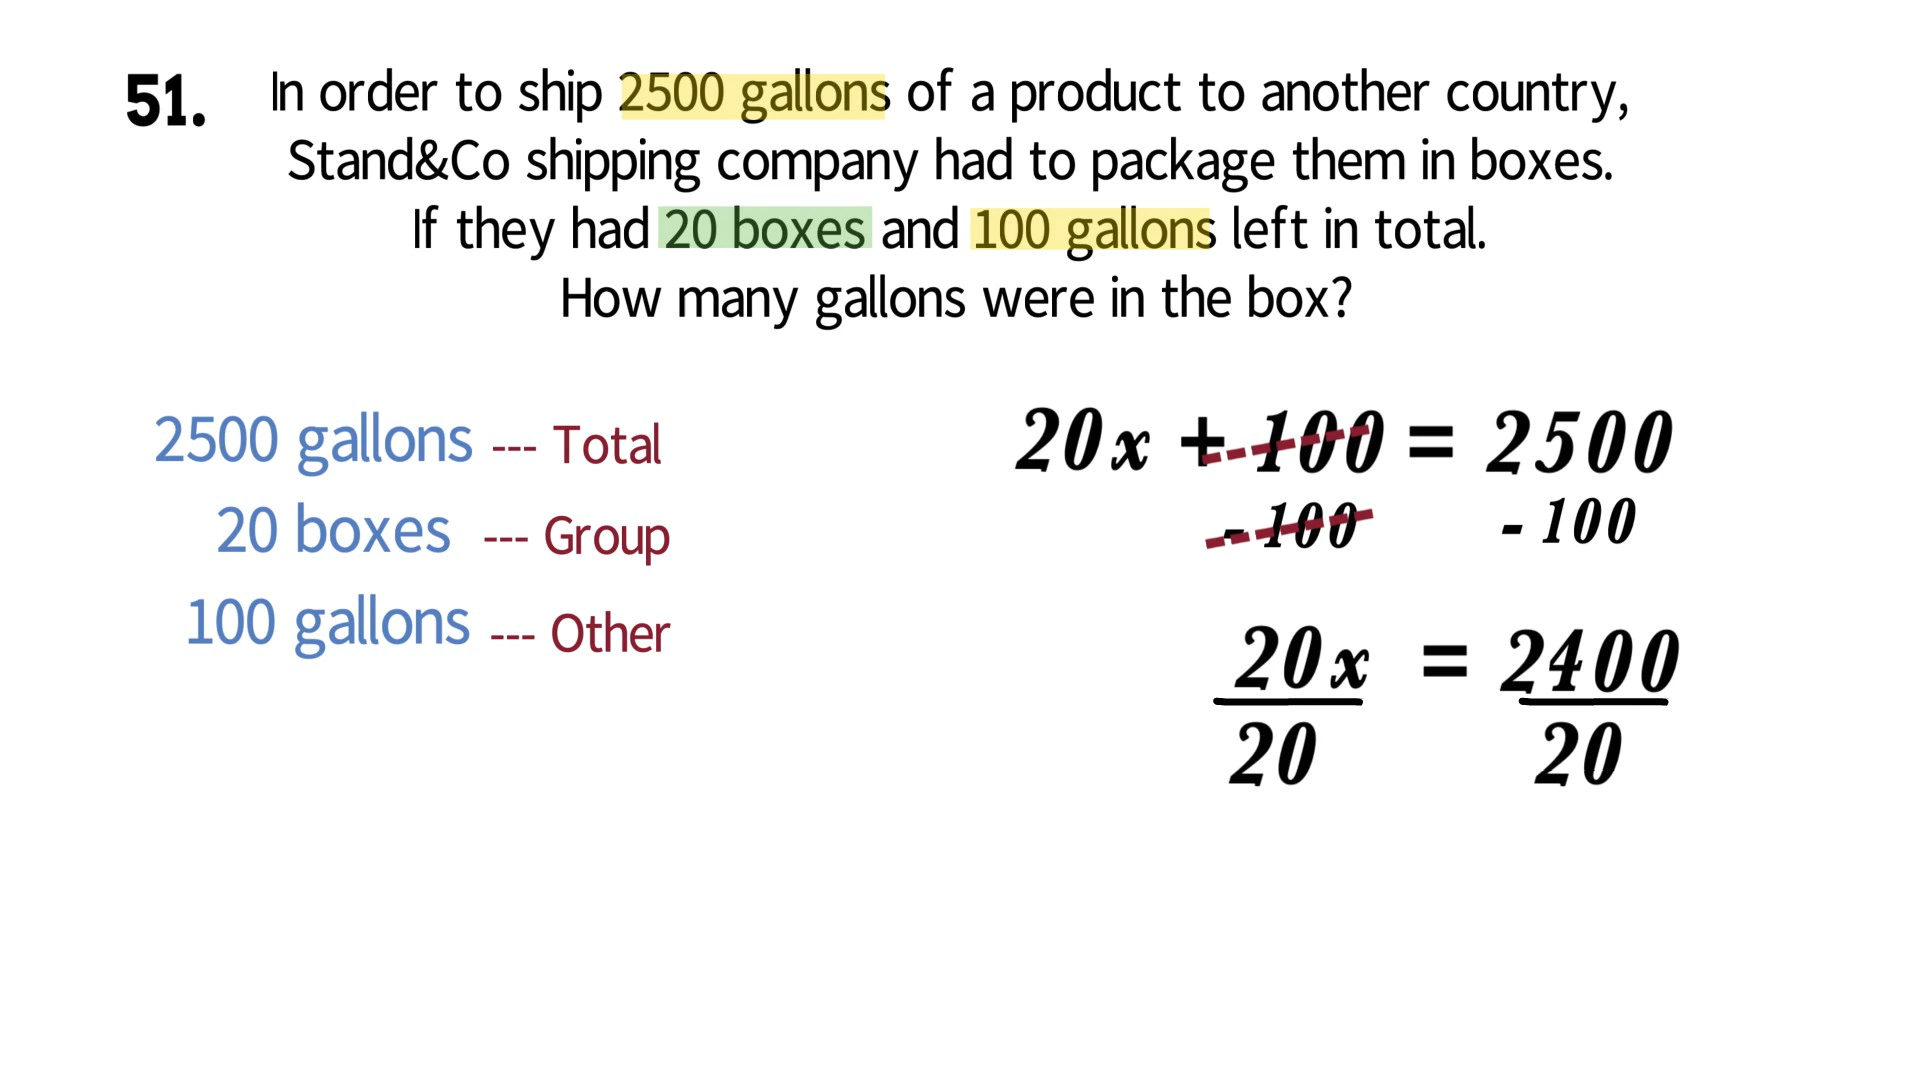 51. In order to ship 2500 gallons of a product to another country,
Stand&Co shipping company had to package them in boxes.
If they had 20 boxes and 100 gallons left in total.
How many gallons were in the box?
2500 gallons --- Total
20 boxes --- Group
100 gallons --- Other
20x + 100 = 2500
- 100 - 100
20x = 2400
20 20